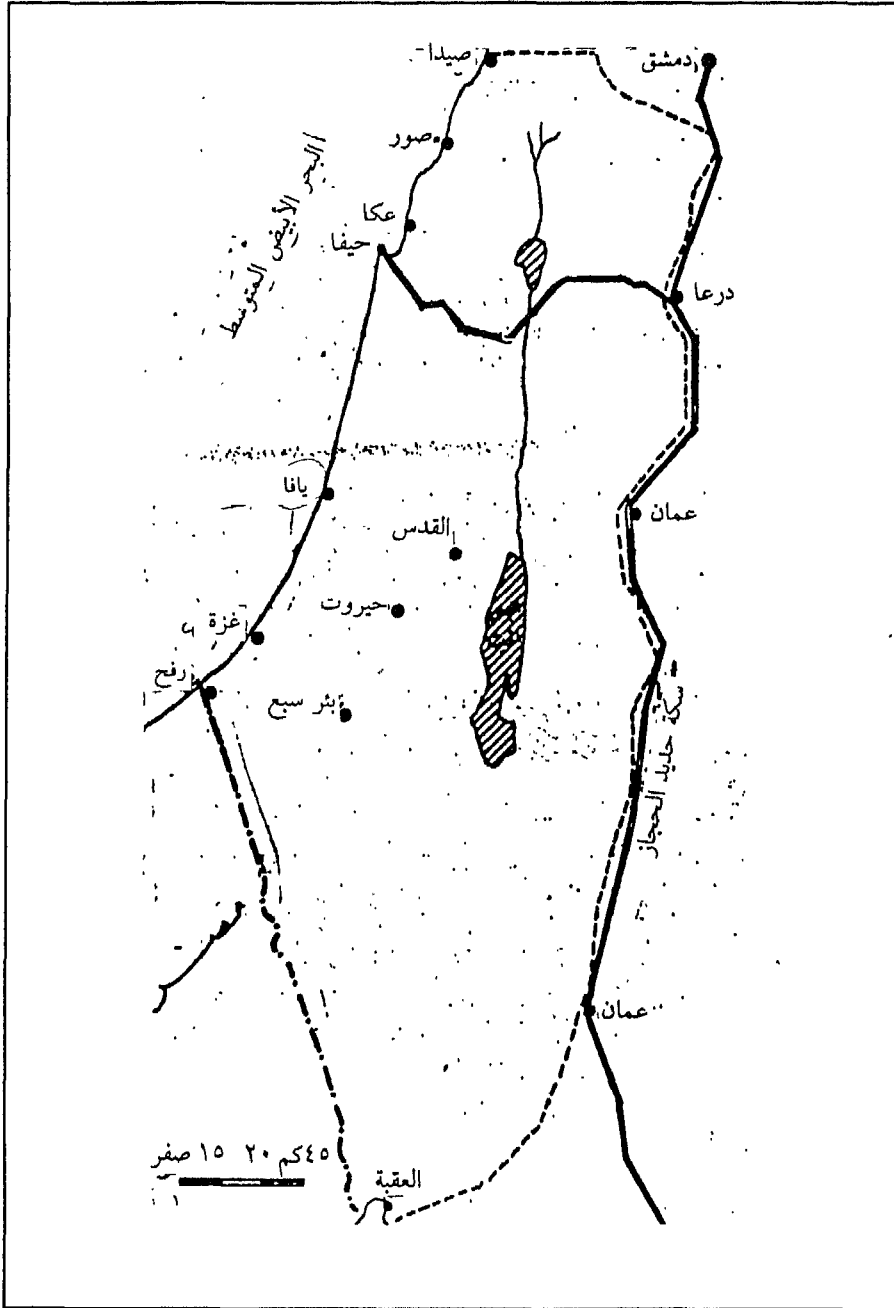 صيدا
دمشق
صور
البحر الأبيض المتوسط
عكا
حيفا
درعا
يافا
عمان
القدس
حيروت
غزة
رفح
بئر سبع
سكة حديد الحجاز
عمان
٤٥كم ٢٠ ١٥ صفر
العقبة